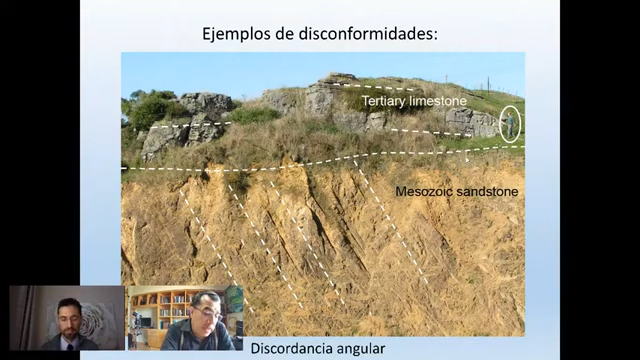 Ejemplos de disconformidades:
Tertiary limestone
Mesozoic sandstone
Discordancia angular